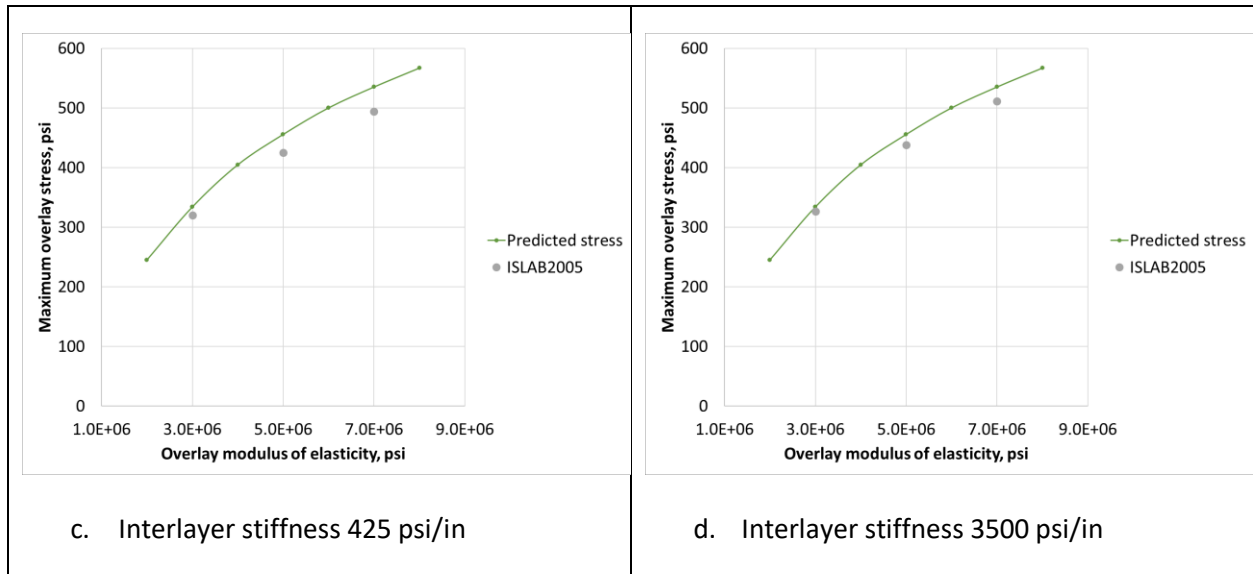 600
500
400
300
200
100
0
Maximum overlay stress, psi
1.0E+06 3.0E+06 5.0E+06 7.0E+06 9.0E+06
Overlay modulus of elasticity, psi
Predicted stress
ISLAB2005
c. Interlayer stiffness 425 psi/in
600
500
400
300
200
100
0
Maximum overlay stress, psi
1.0E+06 3.0E+06 5.0E+06 7.0E+06 9.0E+06
Overlay modulus of elasticity, psi
Predicted stress
ISLAB2005
d. Interlayer stiffness 3500 psi/in